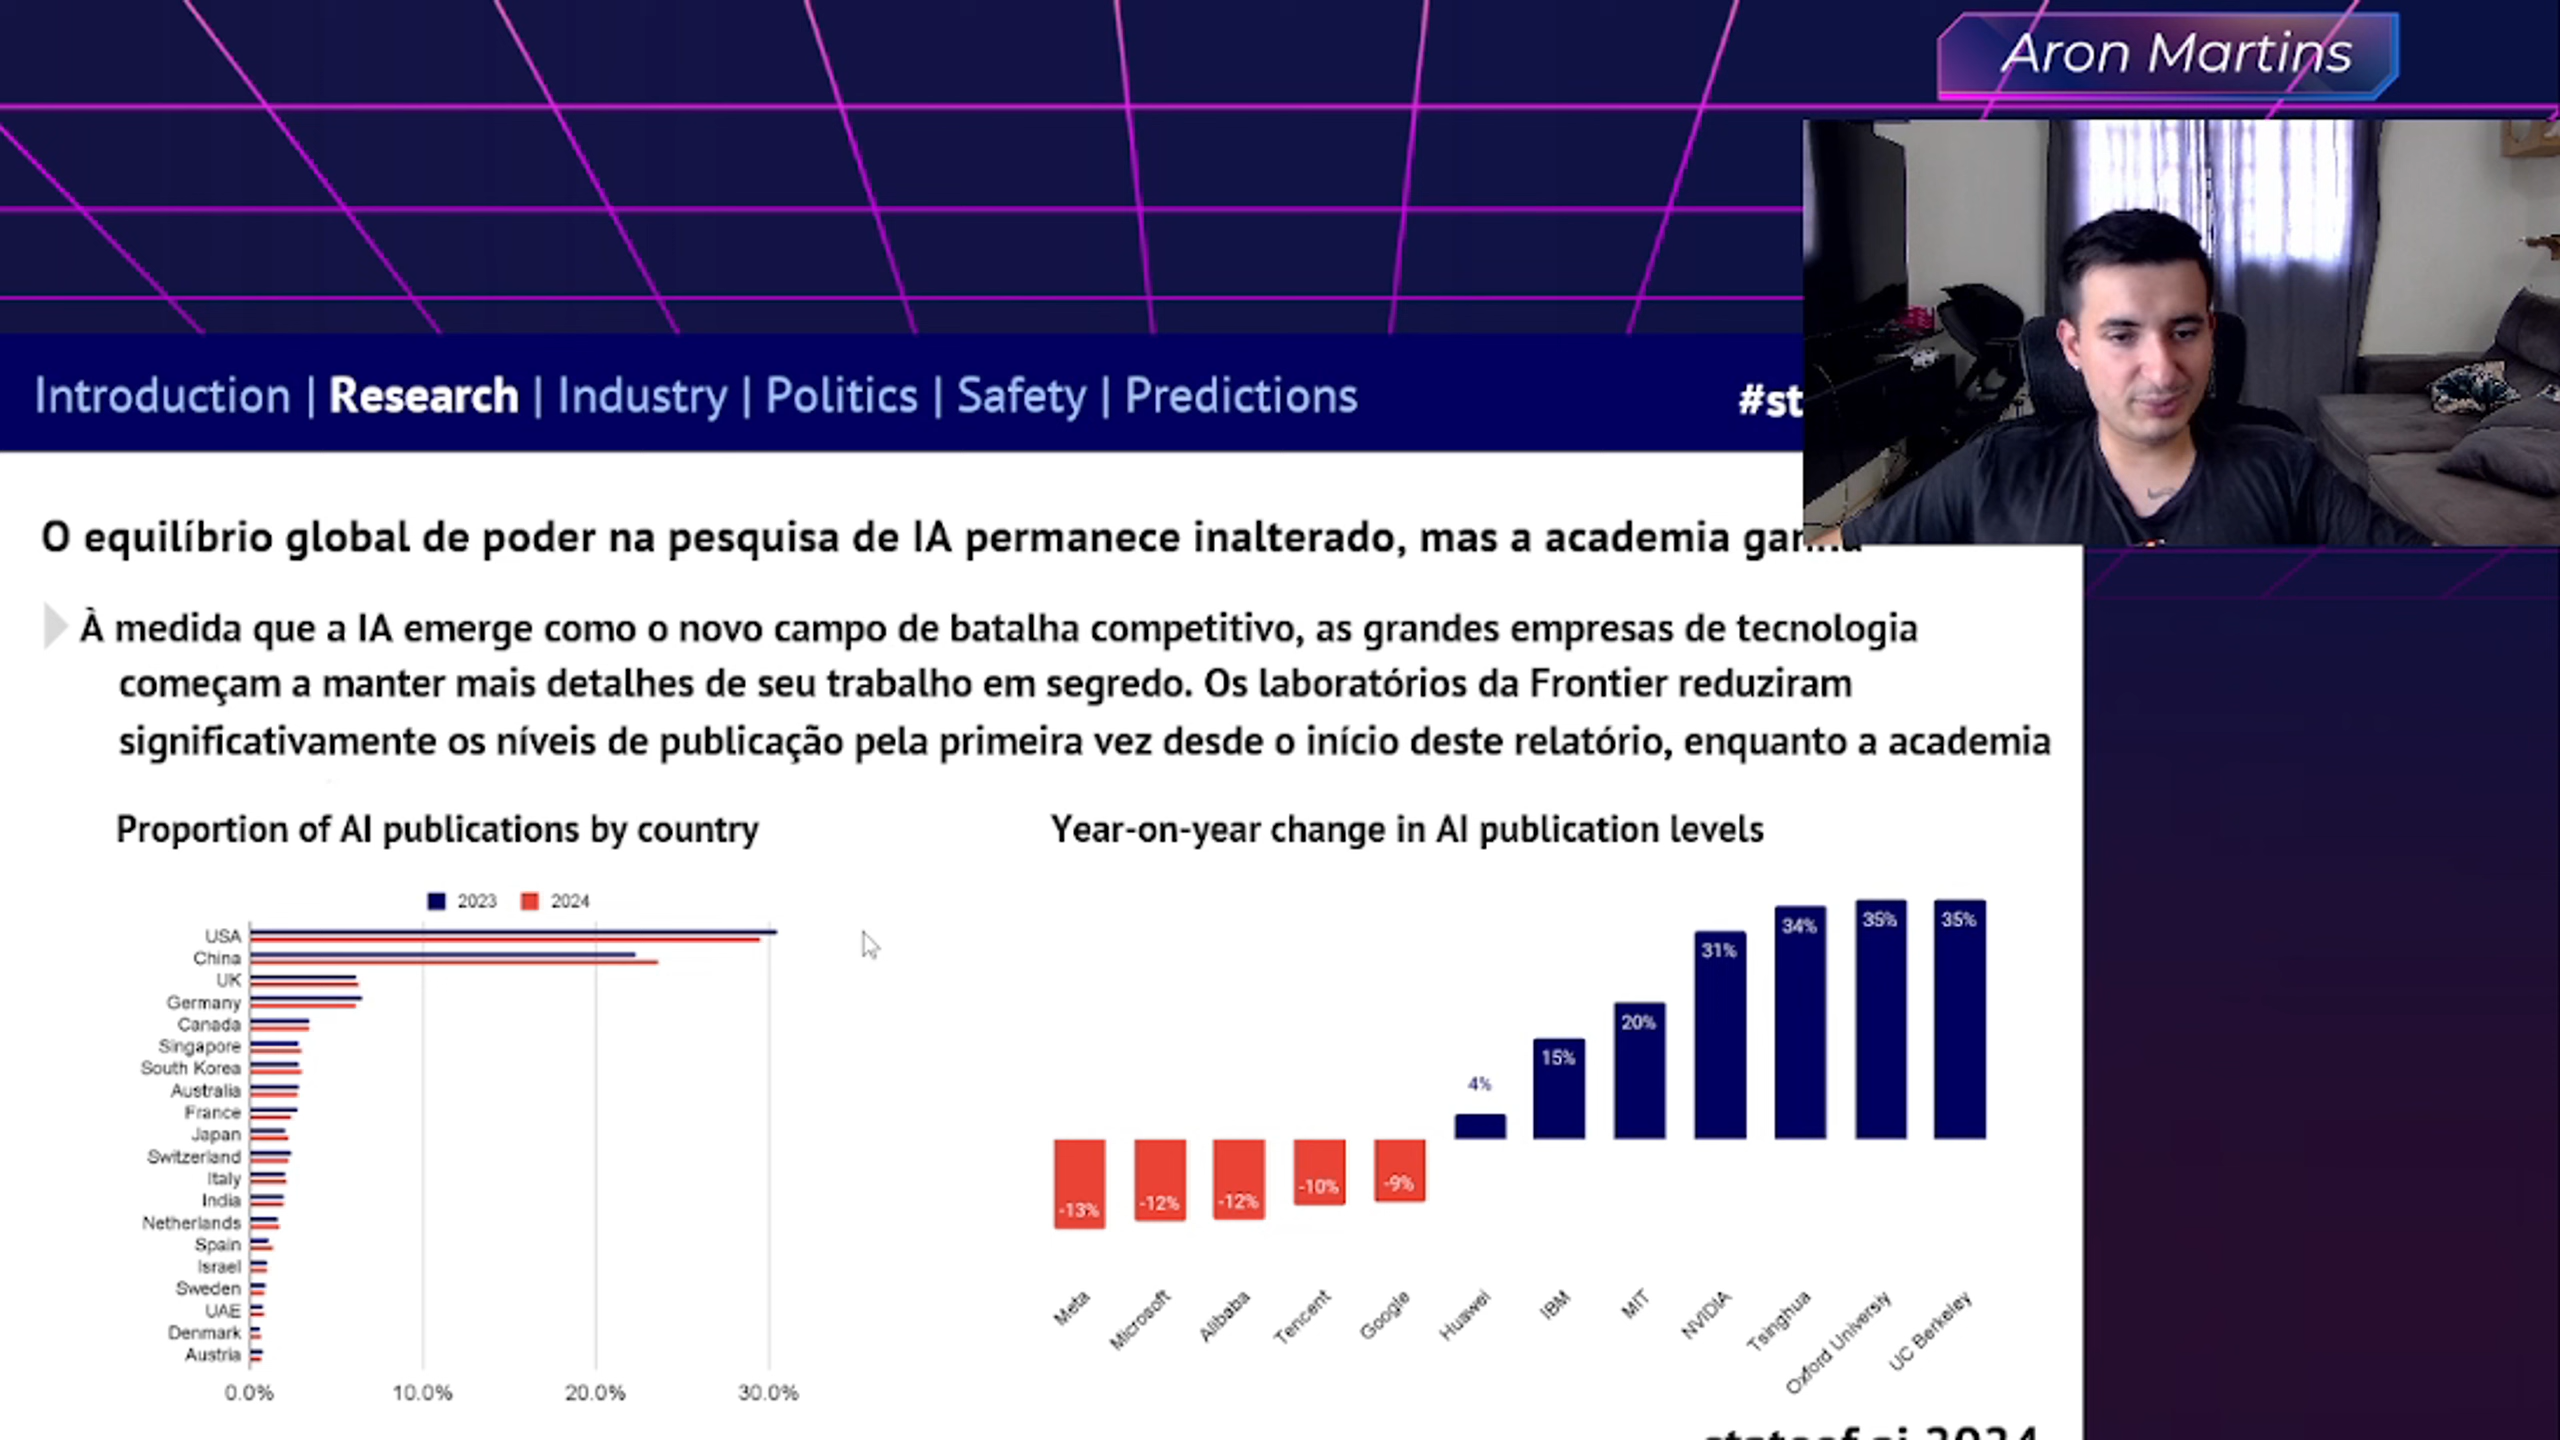 Aron Martins
Introduction | Research | Industry | Politics | Safety | Predictions
#st
O equilíbrio global de poder na pesquisa de IA permanece inalterado, mas a academia ganha
À medida que a IA emerge como o novo campo de batalha competitivo, as grandes empresas de tecnologia
começam a manter mais detalhes de seu trabalho em segredo. Os laboratórios da Frontier reduziram
significativamente os níveis de publicação pela primeira vez desde o início deste relatório, enquanto a academia
Proportion of AI publications by country
2023 2024
USA
China
UK
Germany
Canada
Singapore
South Korea
Australia
France
Japan
Switzerland
Italy
India
Netherlands
Spain
Israel
Sweden
UAE
Denmark
Austria
0.0% 10.0% 20.0% 30.0%
Year-on-year change in AI publication levels
-13% -12% -12% -10% -9% 4% 15% 20% 31% 34% 35% 35%
Meta Microsoft Alibaba Tencent Google Huawei IBM MIT NVIDIA Tsinghua Oxford Universiy UC Berkeley
stateof.ai 2024